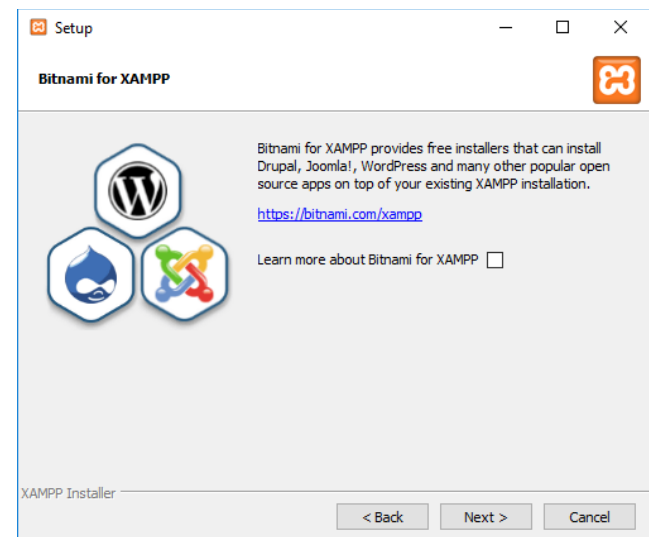 Setup
Bitnami for XAMPP
Bitnami for XAMPP provides free installers that can install
Drupal, Joomla!, WordPress and many other popular open
source apps on top of your existing XAMPP installation.
https://bitnami.com/xampp
Learn more about Bitnami for XAMPP
XAMPP Installer
< Back Next > Cancel